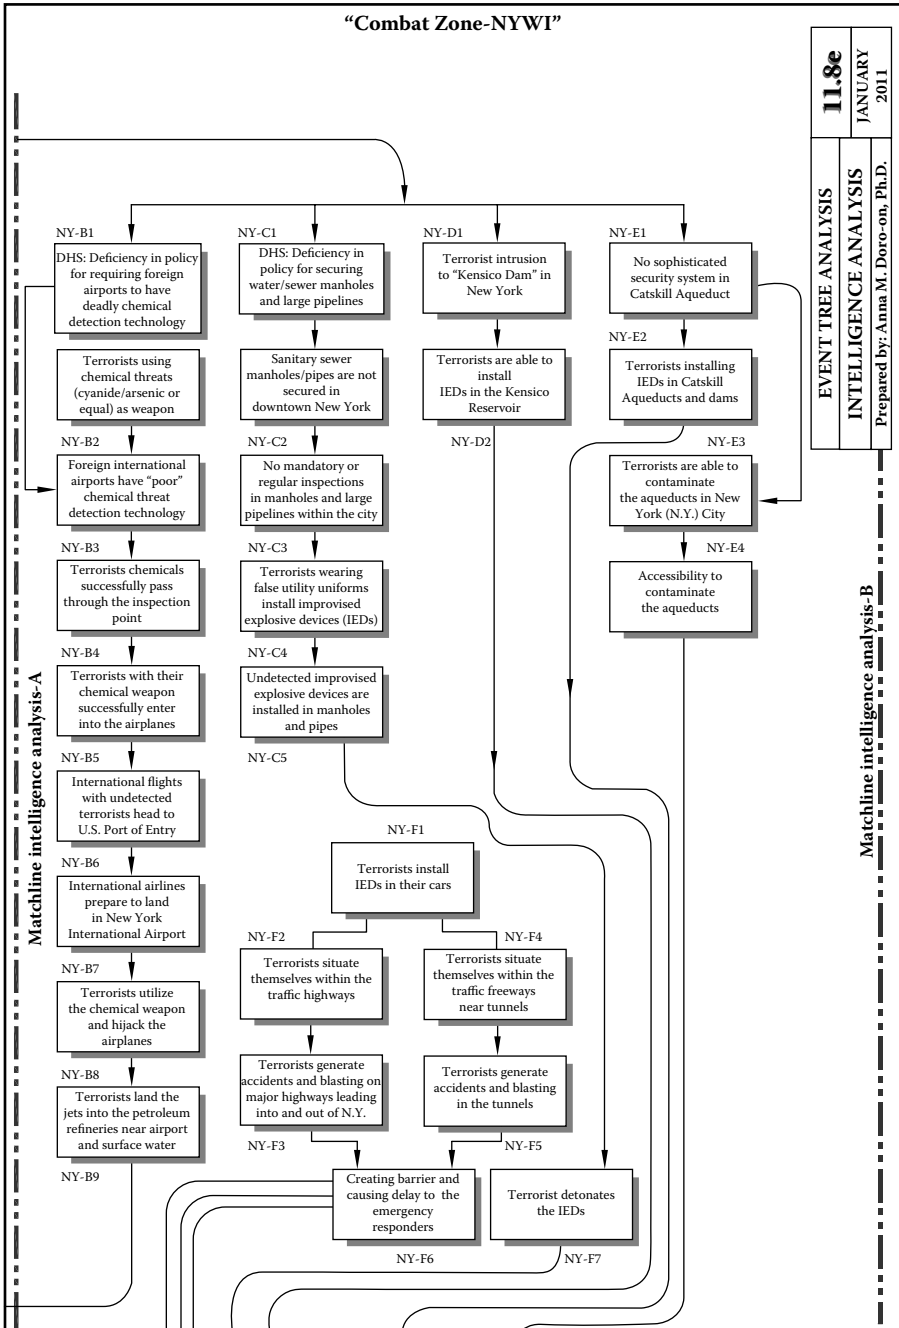 “Combat Zone-NYWI”
11.8e
JANUARY
2011
EVENT TREE ANALYSIS
INTELLIGENCE ANALYSIS
Prepared by: Anna M. Doro-on, Ph.D.
Matchline intelligence analysis-A
NY-B1
DHS: Deficiency in policy
for requiring foreign
airports to have
deadly chemical
detection technology
Terrorists using
chemical threats
(cyanide/arsenic or
equal) as weapon
NY-B2
Foreign international
airports have “poor”
chemical threat
detection technology
NY-B3
Terrorists chemicals
successfully pass
through the inspection
point
NY-B4
Terrorists with their
chemical weapon
successfully enter
into the airplanes
NY-B5
International flights
with undetected
terrorists head to
U.S. Port of Entry
NY-B6
International airlines
prepare to land
in New York
International Airport
NY-B7
Terrorists utilize
the chemical weapon
and hijack the
airplanes
NY-B8
Terrorists land the
jets into the petroleum
refineries near airport
and surface water
NY-B9
NY-C1
DHS: Deficiency in
policy for securing
water/sewer manholes
and large pipelines
Sanitary sewer
manholes/pipes are not
secured in
downtown New York
NY-C2
No mandatory or
regular inspections
in manholes and large
pipelines within the city
NY-C3
Terrorists wearing
false utility uniforms
install improvised
explosive devices (IEDs)
NY-C4
Undetected improvised
explosive devices are
installed in manholes
and pipes
NY-C5
NY-D1
Terrorist intrusion
to “Kensico Dam” in
New York
Terrorists are able to
install
IEDs in the Kensico
Reservoir
NY-D2
NY-E1
No sophisticated
security system in
Catskill Aqueduct
NY-E2
Terrorists installing
IEDs in Catskill
Aqueducts and dams
NY-E3
Terrorists are able to
contaminate
the aqueducts in New
York (N.Y.) City
NY-E4
Accessibility to
contaminate
the aqueducts
NY-F1
Terrorists install
IEDs in their cars
NY-F2
Terrorists situate
themselves within the
traffic highways
Terrorists generate
accidents and blasting on
major highways leading
into and out of N.Y.
NY-F3
NY-F4
Terrorists situate
themselves within the
traffic freeways
near tunnels
Terrorists generate
accidents and blasting
in the tunnels
NY-F5
Creating barrier and
causing delay to the
emergency
responders
NY-F6
Terrorist detonates
the IEDs
NY-F7
Matchline intelligence analysis-B